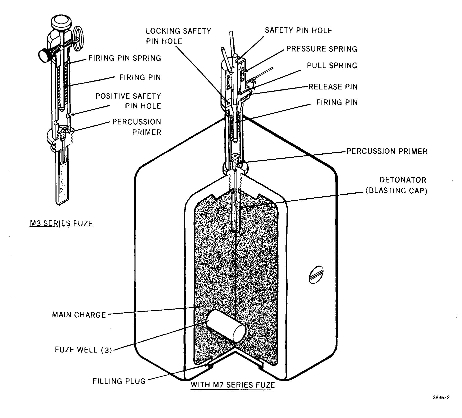 LOCKING SAFETY
PIN HOLE
SAFETY PIN HOLE
PRESSURE SPRING
PULL SPRING
RELEASE PIN
FIRING PIN
FIRING PIN SPRING
FIRING PIN
POSITIVE SAFETY
PIN HOLE
PERCUSSION
PRIMER
PERCUSSION PRIMER
DETONATOR
(BLASTING CAP)
M3 SERIES FUZE
MAIN CHARGE
FUZE WELL (3)
FILLING PLUG
WITH M7 SERIES FUZE